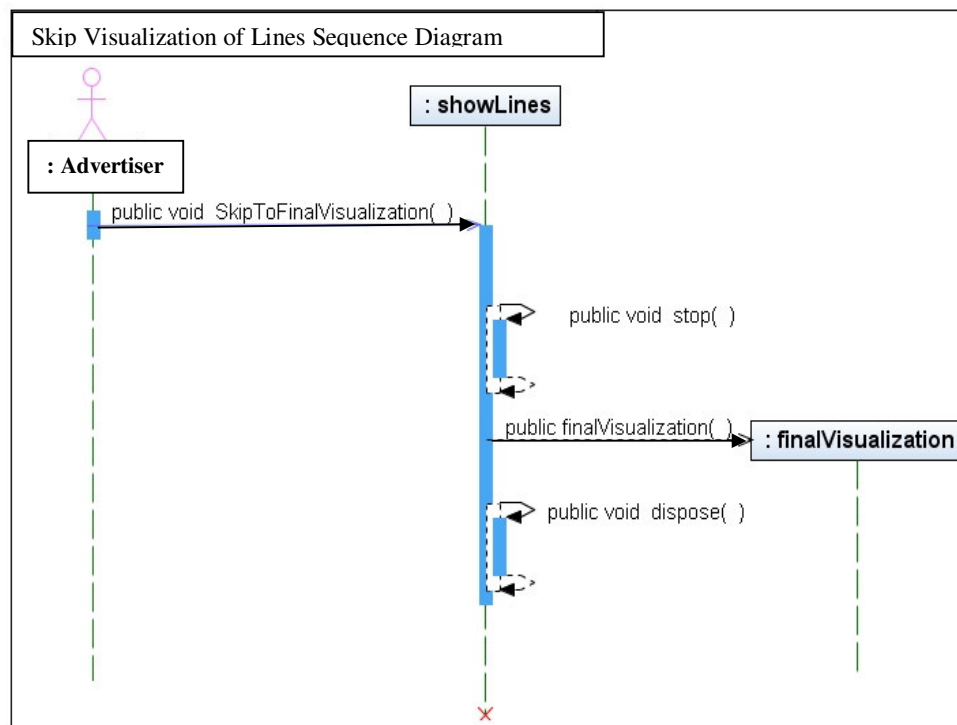 Skip Visualization of Lines Sequence Diagram
: showLines
: Advertiser
public void SkipToFinalVisualization( )
public void stop( )
public finalVisualization( )
: finalVisualization
public void dispose( )